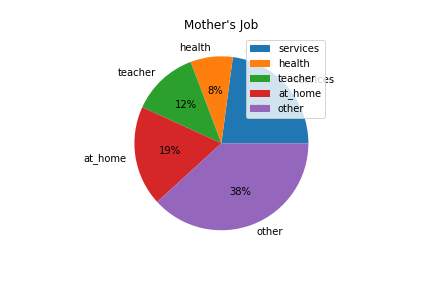 Mother's Job
services
health
teacher
at_home
other
health
8%
teacher
12%
at_home
19%
38%
other